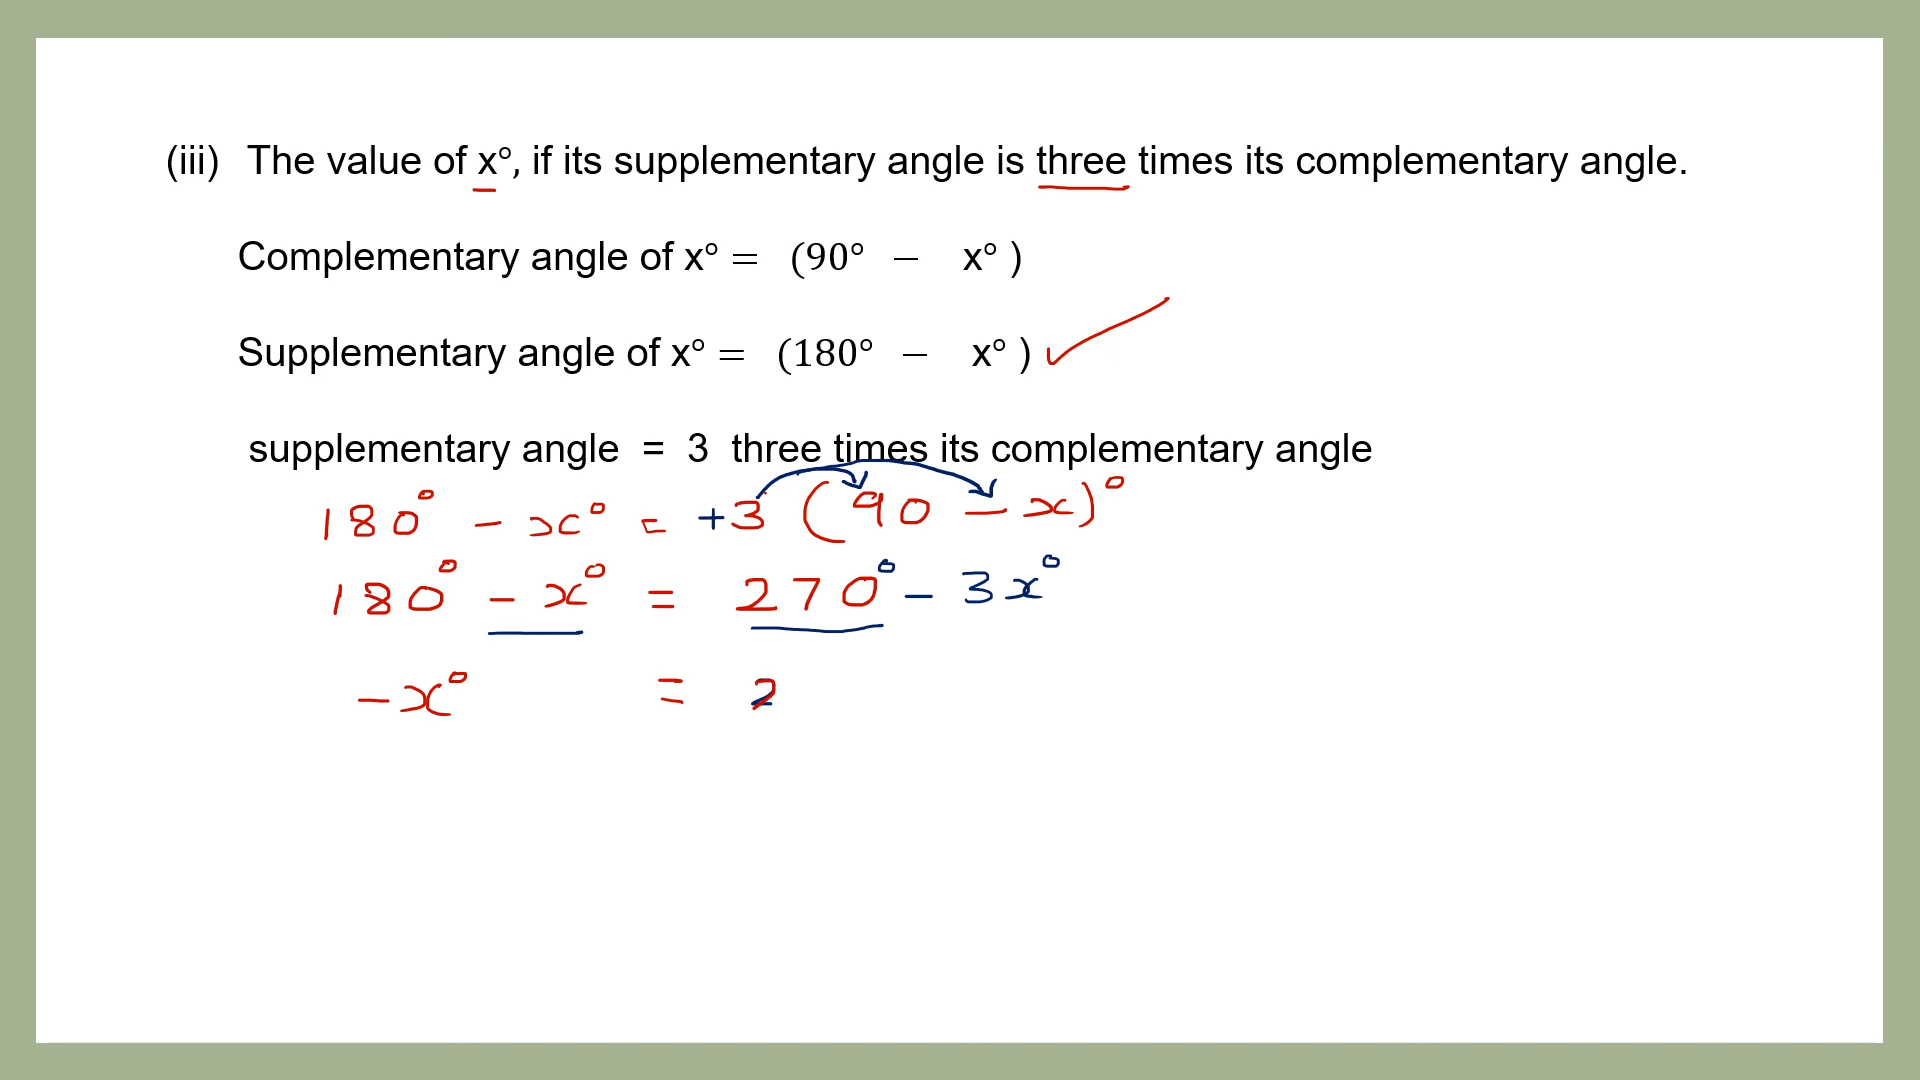 (iii) The value of x°, if its supplementary angle is three times its complementary angle.
Complementary angle of x° = (90° − x° )
Supplementary angle of x° = (180° − x° )
supplementary angle = 3 three times its complementary angle
180° - x° = +3 (90 - x)°
180° - x° = 270° - 3x°
-x° = 2